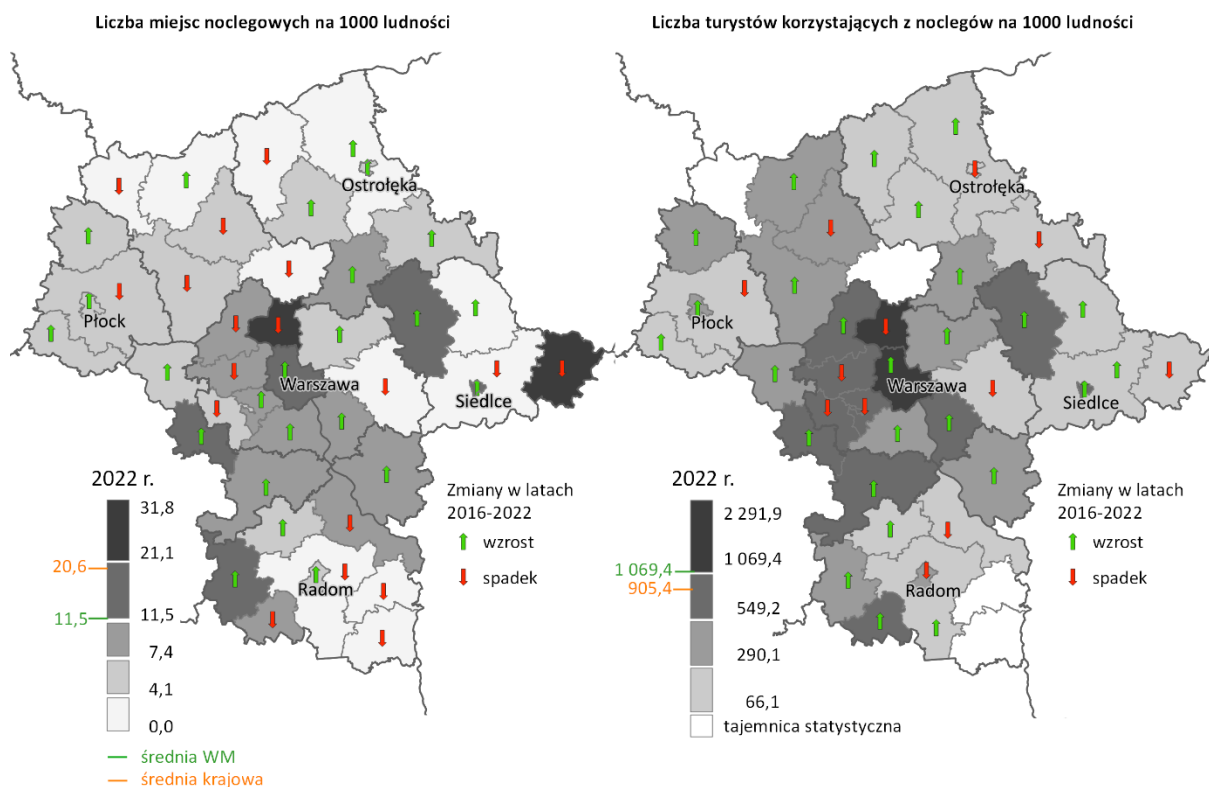 Liczba miejsc noclegowych na 1000 ludności
Ostrołęka
Płock
Warszawa
Siedlce
Radom
2022 r.
31,8
21,1
20,6
11,5
11,5
7,4
4,1
0,0
średnia WM
średnia krajowa
Zmiany w latach
2016-2022
wzrost
spadek
Liczba turystów korzystających z noclegów na 1000 ludności
Ostrołęka
Płock
Warszawa
Siedlce
Radom
2022 r.
2 291,9
1 069,4
1 069,4
905,4
549,2
290,1
66,1
tajemnica statystyczna
Zmiany w latach
2016-2022
wzrost
spadek